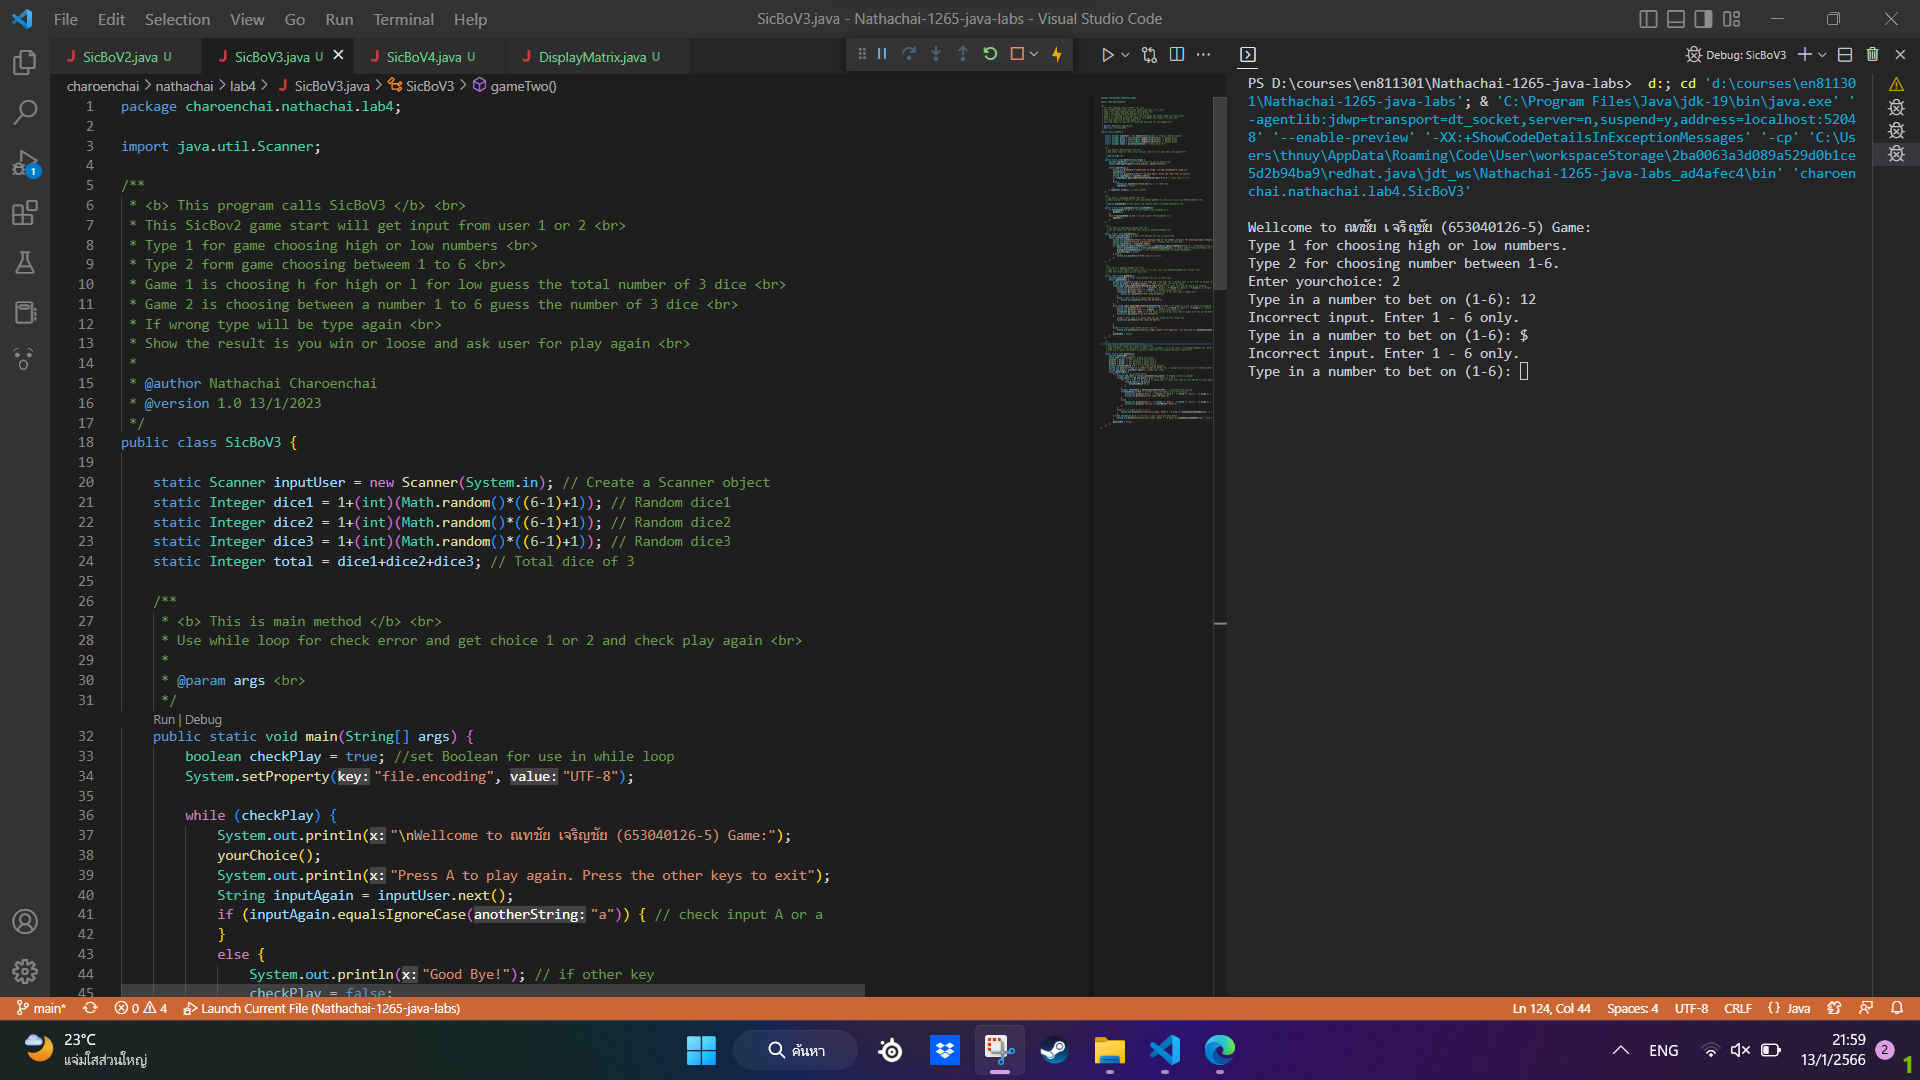 File Edit Selection View Go Run Terminal Help
SicBoV3.java - Nathachai-1265-java-labs - Visual Studio Code
SicBoV2.java U
SicBoV3.java U
SicBoV4.java U
DisplayMatrix.java U
Debug: SicBoV3
charoenchai > nathachai > lab4 > SicBoV3.java > SicBoV3 > gameTwo()
1 package charoenchai.nathachai.lab4;
2
3 import java.util.Scanner;
4
5 /**
6 * <b> This program calls SicBoV3 </b> <br>
7 * This SicBov2 game start will get input from user 1 or 2 <br>
8 * Type 1 for game choosing high or low numbers <br>
9 * Type 2 form game choosing betweem 1 to 6 <br>
10 * Game 1 is choosing h for high or l for low guess the total number of 3 dice <br>
11 * Game 2 is choosing between a number 1 to 6 guess the number of 3 dice <br>
12 * If wrong type will be type again <br>
13 * Show the result is you win or loose and ask user for play again <br>
14 *
15 * @author Nathachai Charoenchai
16 * @version 1.0 13/1/2023
17 */
18 public class SicBoV3 {
19
20 static Scanner inputUser = new Scanner(System.in); // Create a Scanner object
21 static Integer dice1 = 1+(int)(Math.random()*((6-1)+1)); // Random dice1
22 static Integer dice2 = 1+(int)(Math.random()*((6-1)+1)); // Random dice2
23 static Integer dice3 = 1+(int)(Math.random()*((6-1)+1)); // Random dice3
24 static Integer total = dice1+dice2+dice3; // Total dice of 3
25
26 /**
27 * <b> This is main method </b> <br>
28 * Use while loop for check error and get choice 1 or 2 and check play again <br>
29 *
30 * @param args <br>
31 */
Run | Debug
32 public static void main(String[] args) {
33 boolean checkPlay = true; //set Boolean for use in while loop
34 System.setProperty(key: "file.encoding", value: "UTF-8");
35
36 while (checkPlay) {
37 System.out.println(x: "\nWellcome to ณทชัย เจริญชัย (653040126-5) Game:");
38 yourChoice();
39 System.out.println(x: "Press A to play again. Press the other keys to exit");
40 String inputAgain = inputUser.next();
41 if (inputAgain.equalsIgnoreCase(anotherString: "a")) { // check input A or a
42 }
43 else {
44 System.out.println(x: "Good Bye!"); // if other key
45 checkPlay = false;
PS D:\courses\en811301\Nathachai-1265-java-labs> d:; cd 'd:\courses\en81130
1\Nathachai-1265-java-labs'; & 'C:\Program Files\Java\jdk-19\bin\java.exe' '
-agentlib:jdwp=transport=dt_socket,server=n,suspend=y,address=localhost:5204
8' '--enable-preview' '-XX:+ShowCodeDetailsInExceptionMessages' '-cp' 'C:\Us
ers\thnuy\AppData\Roaming\Code\User\workspaceStorage\2ba0063a3d089a529d0b1ce
5d2b94ba9\redhat.java\jdt_ws\Nathachai-1265-java-labs_ad4afec4\bin' 'charoen
chai.nathachai.lab4.SicBoV3'
Wellcome to ณทชัย เจริญชัย (653040126-5) Game:
Type 1 for choosing high or low numbers.
Type 2 for choosing number between 1-6.
Enter yourchoice: 2
Type in a number to bet on (1-6): 12
Incorrect input. Enter 1 - 6 only.
Type in a number to bet on (1-6): $
Incorrect input. Enter 1 - 6 only.
Type in a number to bet on (1-6):
1
main* 0 4 Launch Current File (Nathachai-1265-java-labs)
Ln 124, Col 44 Spaces: 4 UTF-8 CRLF {} Java
23°C
แจ่มใสส่วนใหญ่
ค้นหา
ENG
21:59
13/1/2566
2
1